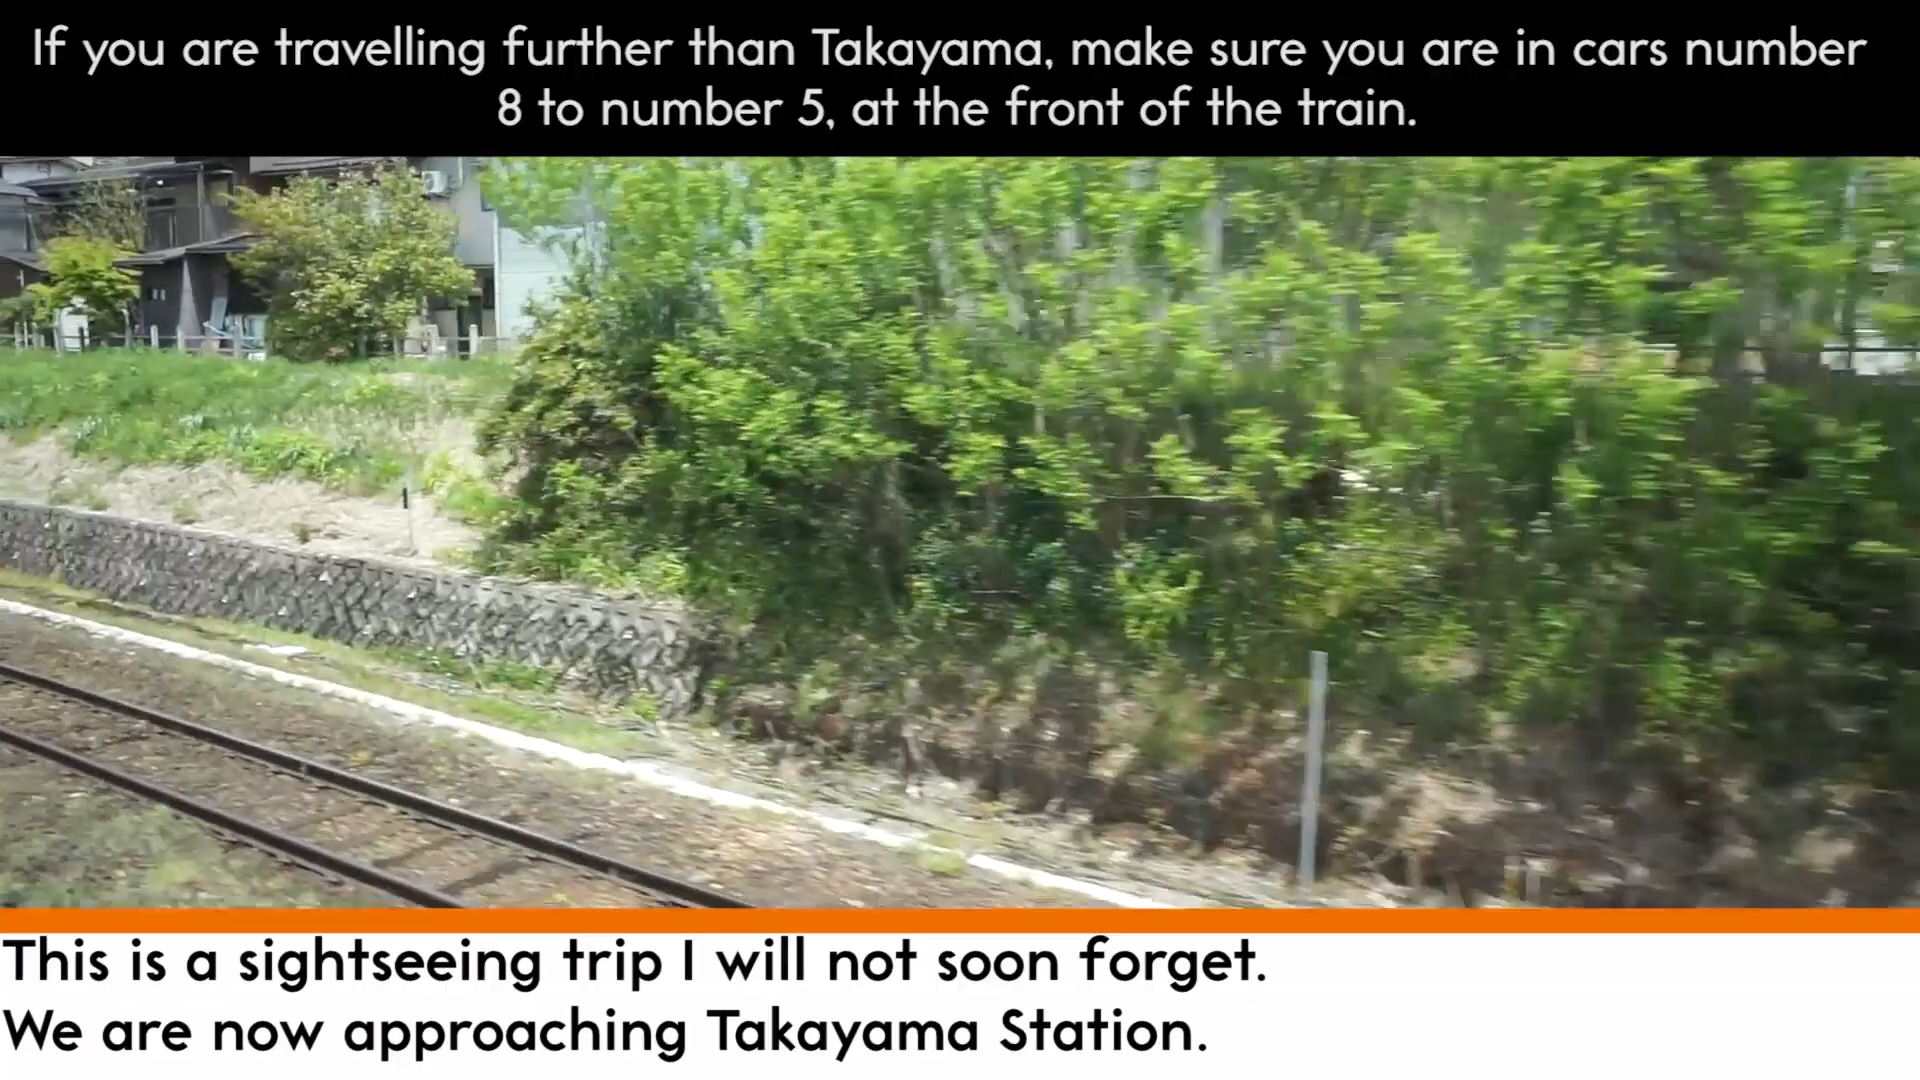 If you are travelling further than Takayama, make sure you are in cars number
8 to number 5, at the front of the train.
This is a sightseeing trip I will not soon forget.
We are now approaching Takayama Station.